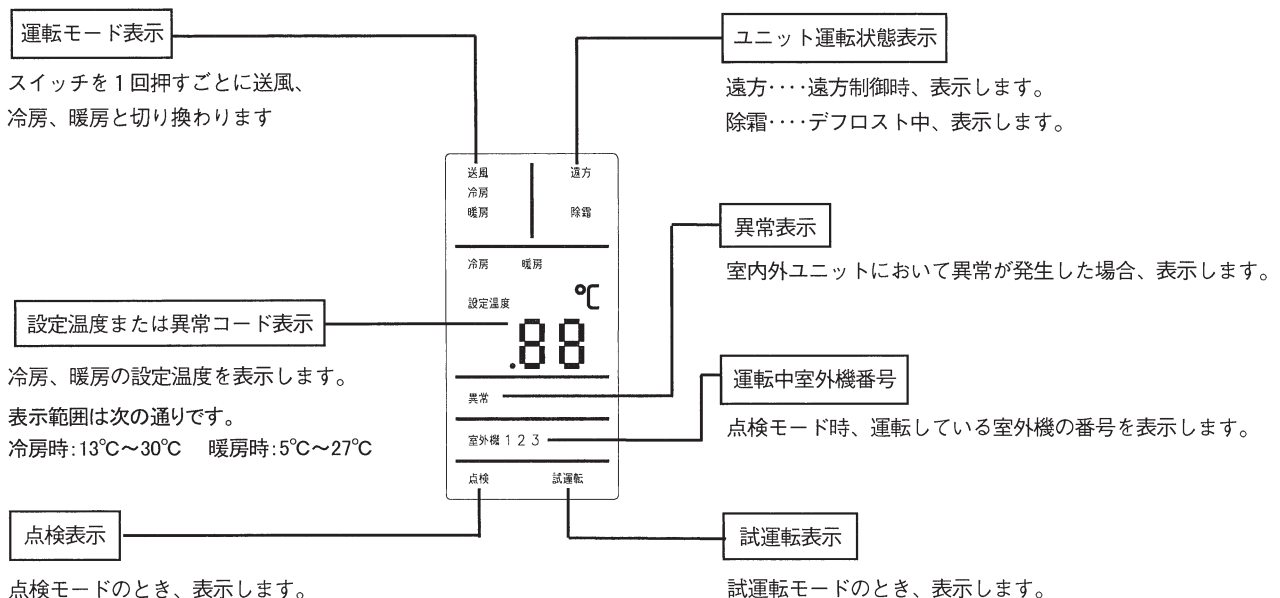 運転モード表示
スイッチを1回押すごとに送風、
冷房、暖房と切り換わります
ユニット運転状態表示
遠方････遠方制御時、表示します。
除霜････デフロスト中、表示します。
送風
冷房
暖房
遠方
除霜
冷房 暖房
設定温度
℃
.88
異常
室外機 1 2 3
点検 試運転
異常表示
室内外ユニットにおいて異常が発生した場合、表示します。
設定温度または異常コード表示
冷房、暖房の設定温度を表示します。
表示範囲は次の通りです。
冷房時:13℃～30℃ 暖房時:5℃～27℃
運転中室外機番号
点検モード時、運転している室外機の番号を表示します。
点検表示
点検モードのとき、表示します。
試運転表示
試運転モードのとき、表示します。